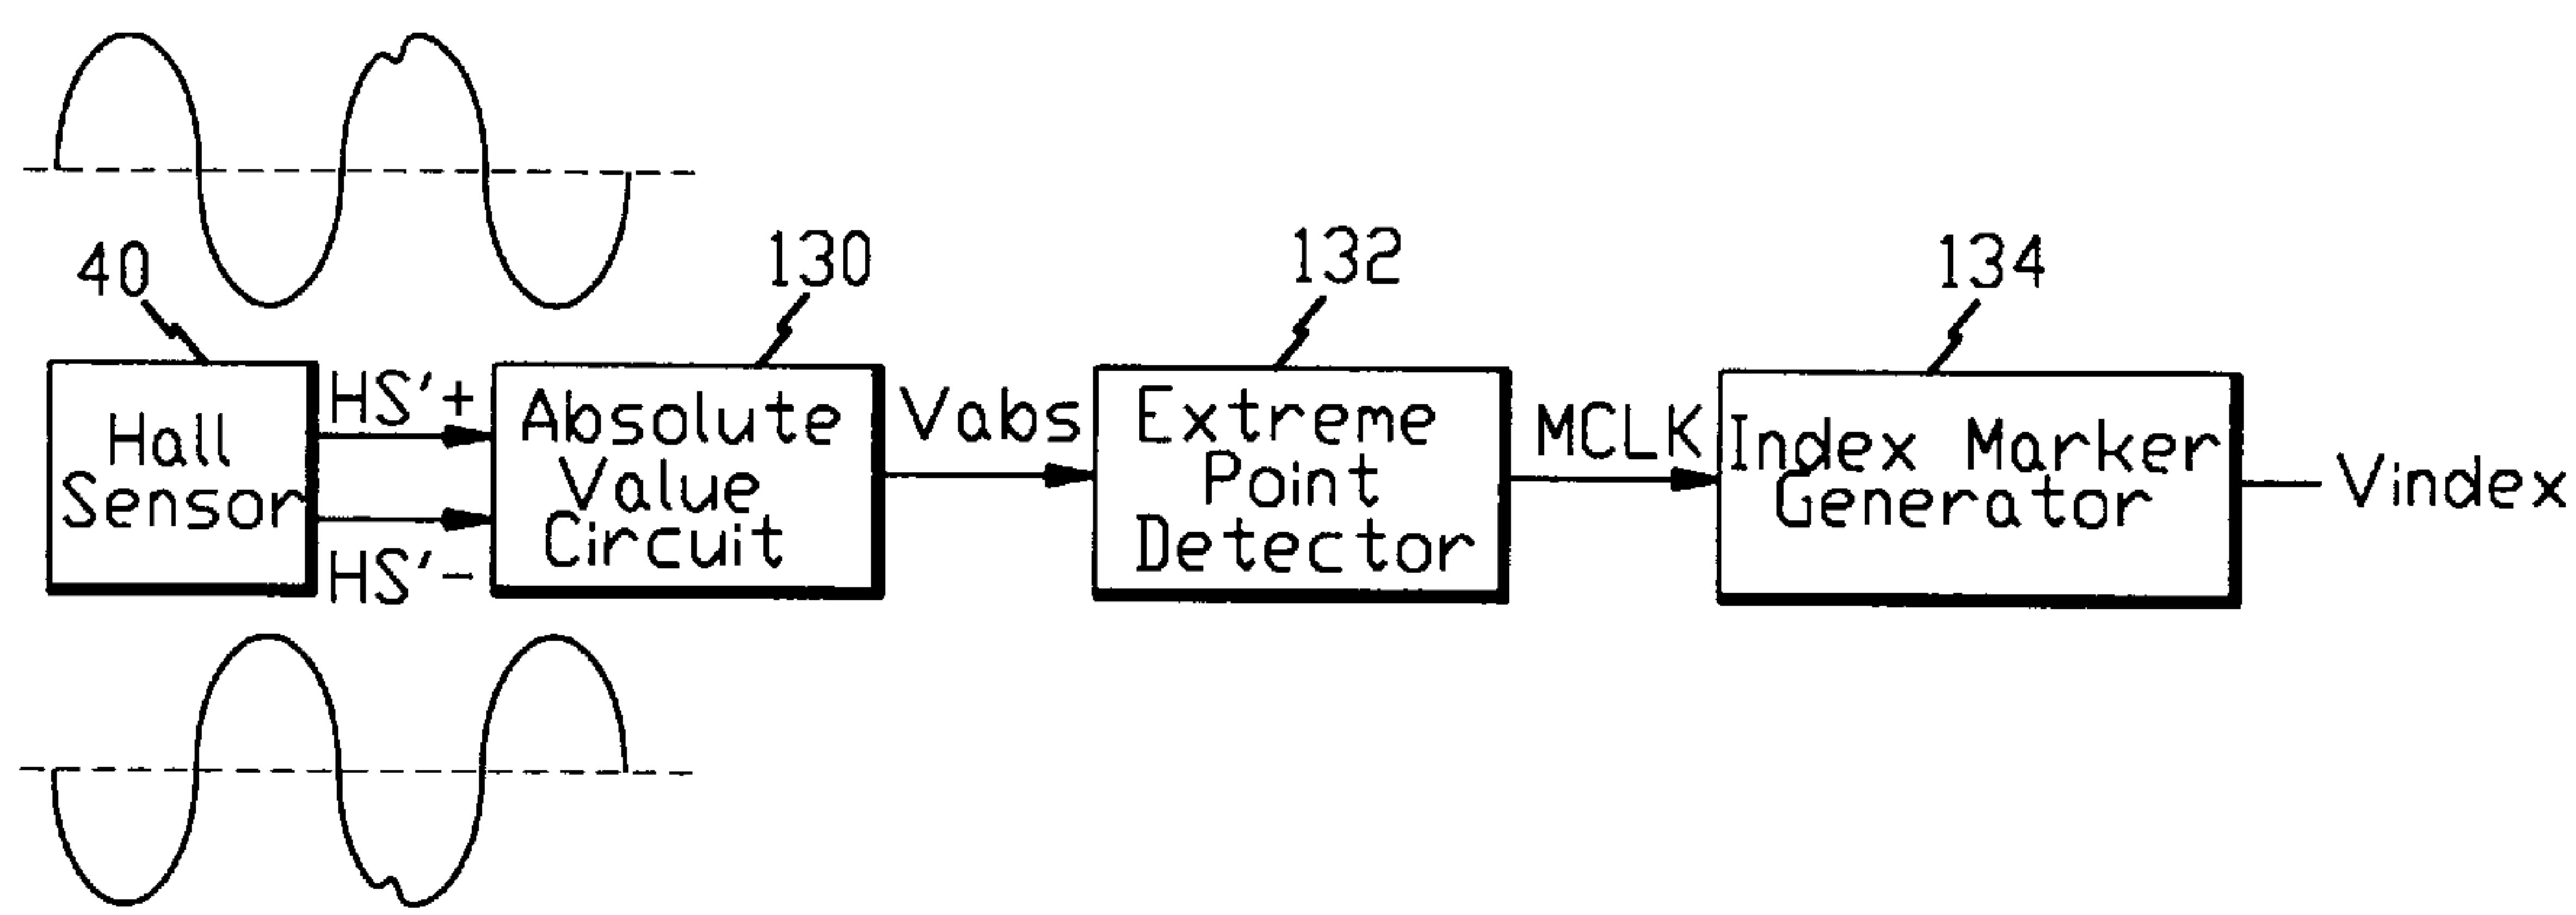 40
130
132
134
Hall
Sensor
HS'+
HS'-
Absolute
Value
Circuit
Vabs
Extreme
Point
Detector
MCLK
Index Marker
Generator
Vindex